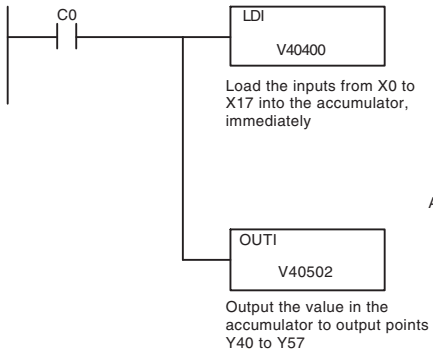 C0
LDI
V40400
Load the inputs from X0 to
X17 into the accumulator,
immediately
A
OUTI
V40502
Output the value in the
accumulator to output points
Y40 to Y57